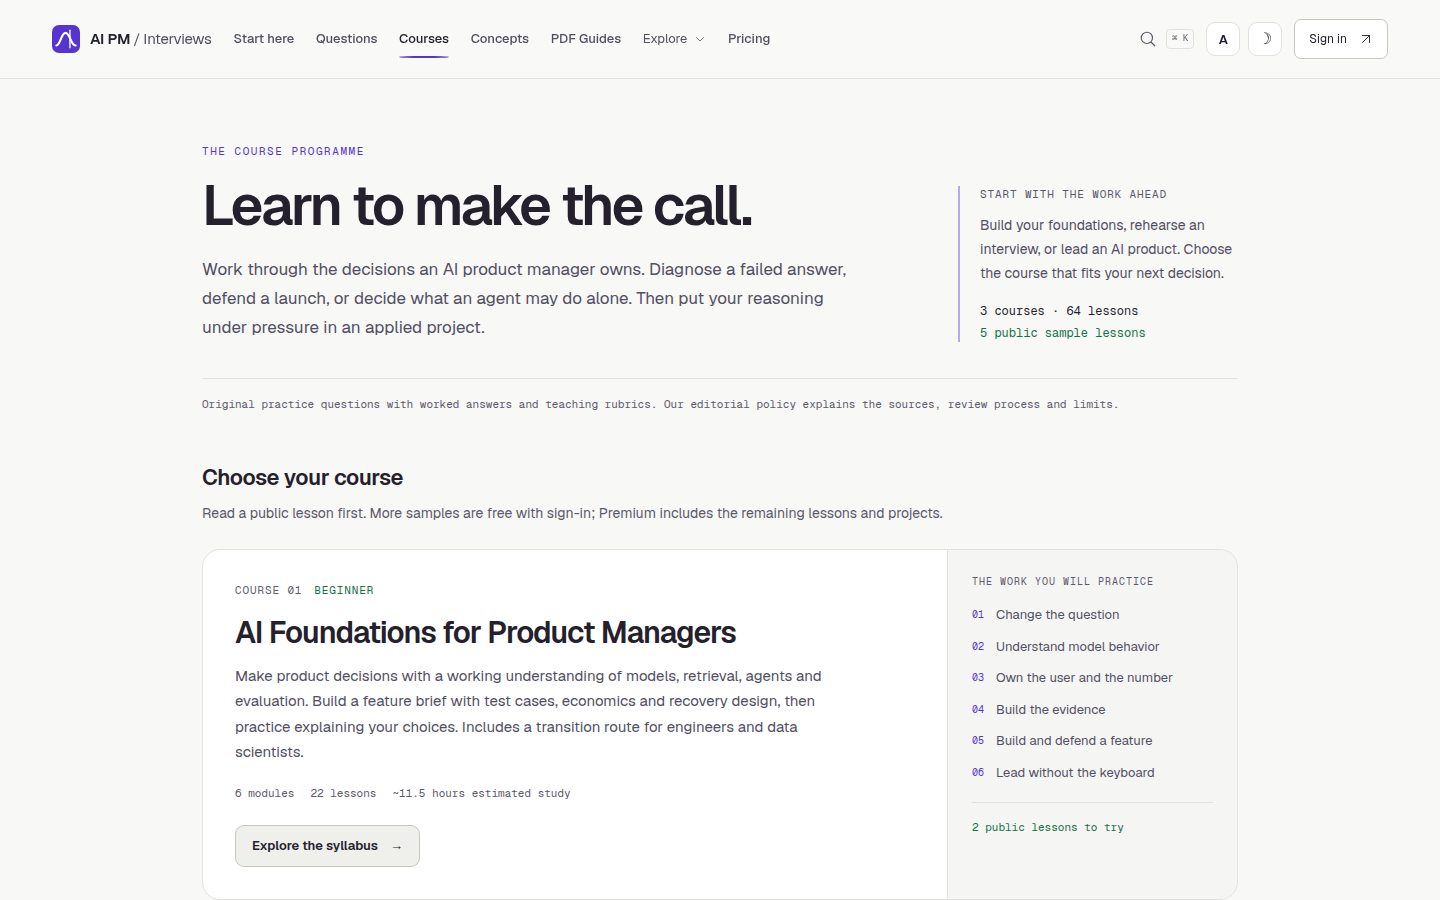 AI PM / Interviews Start here Questions Courses Concepts PDF Guides Explore Pricing ⌘ K A Sign in
THE COURSE PROGRAMME
Learn to make the call.
Work through the decisions an AI product manager owns. Diagnose a failed answer,
defend a launch, or decide what an agent may do alone. Then put your reasoning
under pressure in an applied project.
START WITH THE WORK AHEAD
Build your foundations, rehearse an
interview, or lead an AI product. Choose
the course that fits your next decision.
3 courses · 64 lessons
5 public sample lessons
Original practice questions with worked answers and teaching rubrics. Our editorial policy explains the sources, review process and limits.
Choose your course
Read a public lesson first. More samples are free with sign-in; Premium includes the remaining lessons and projects.
COURSE 01 BEGINNER
AI Foundations for Product Managers
Make product decisions with a working understanding of models, retrieval, agents and
evaluation. Build a feature brief with test cases, economics and recovery design, then
practice explaining your choices. Includes a transition route for engineers and data
scientists.
6 modules 22 lessons ~11.5 hours estimated study
Explore the syllabus →
THE WORK YOU WILL PRACTICE
01 Change the question
02 Understand model behavior
03 Own the user and the number
04 Build the evidence
05 Build and defend a feature
06 Lead without the keyboard
2 public lessons to try